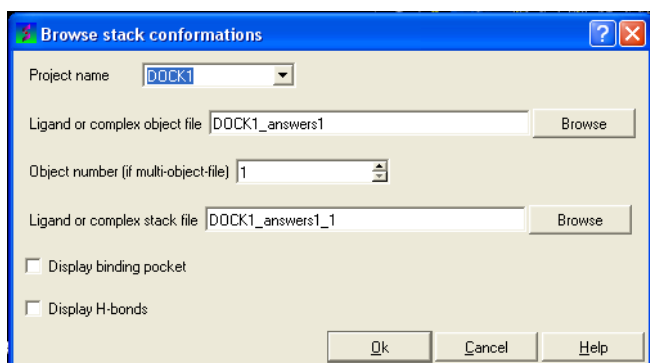 Browse stack conformations
Project name DOCK1
Ligand or complex object file DOCK1_answers1 Browse
Object number (if multi-object-file) 1
Ligand or complex stack file DOCK1_answers1_1 Browse
Display binding pocket
Display H-bonds
Ok Cancel Help